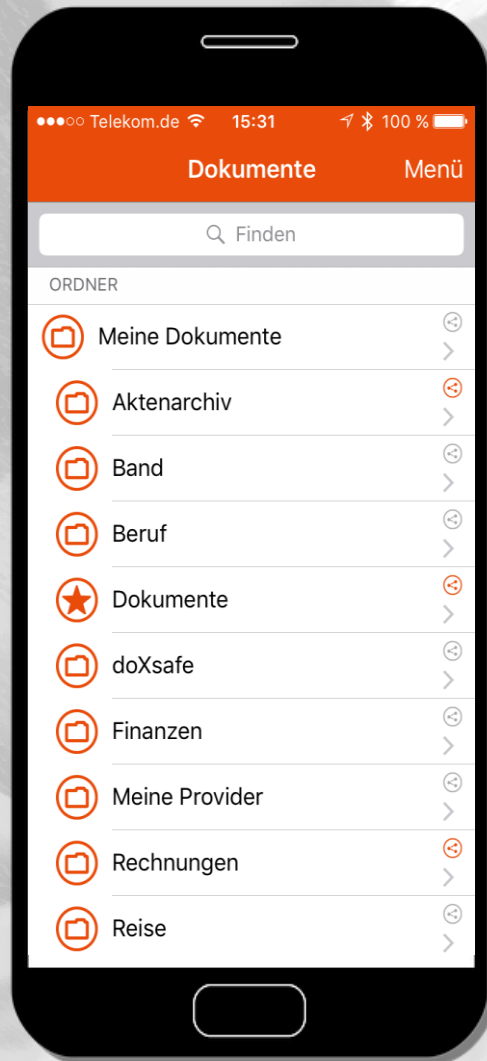 Telekom.de 15:31 100 %
Dokumente Menü
Finden
ORDNER
Meine Dokumente
Aktenarchiv
Band
Beruf
Dokumente
doXsafe
Finanzen
Meine Provider
Rechnungen
Reise